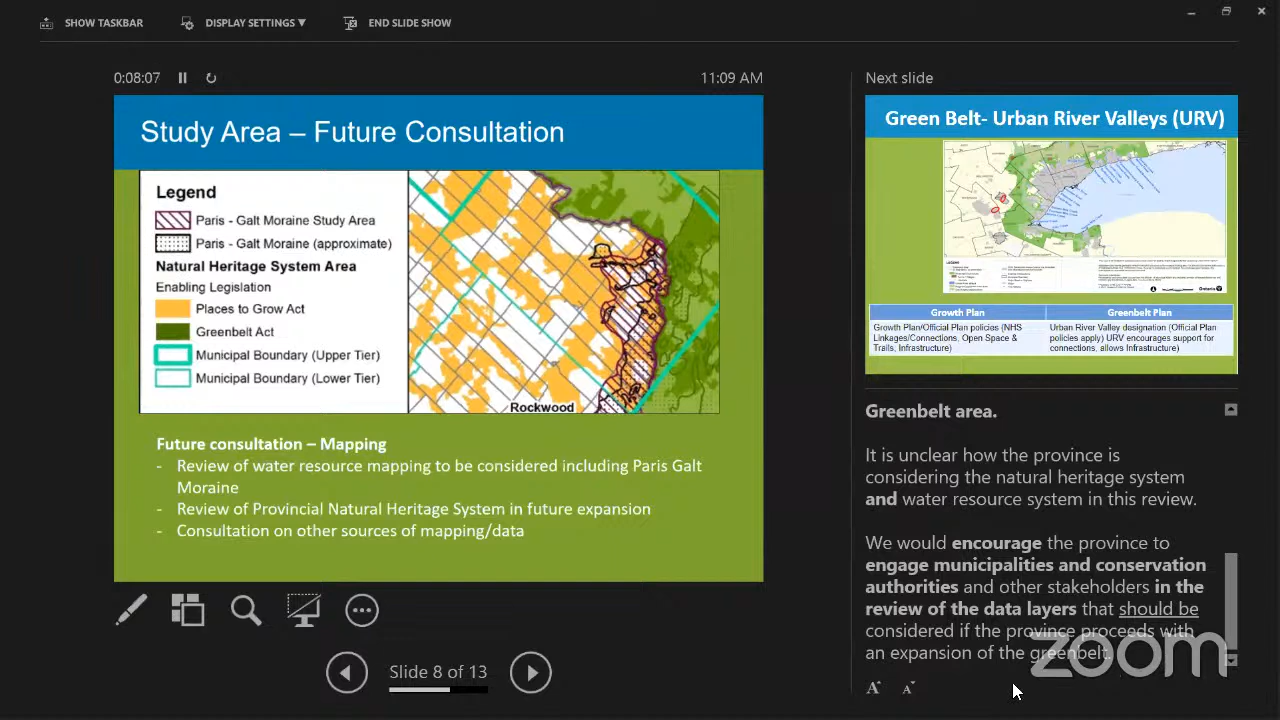 SHOW TASKBAR
DISPLAY SETTINGS ▼
END SLIDE SHOW
0:08:07
11:09 AM
Study Area – Future Consultation
Legend
Paris - Galt Moraine Study Area
Paris - Galt Moraine (approximate)
Natural Heritage System Area
Enabling Legislation
Places to Grow Act
Greenbelt Act
Municipal Boundary (Upper Tier)
Municipal Boundary (Lower Tier)
Rockwood
Future consultation – Mapping
- Review of water resource mapping to be considered including Paris Galt
Moraine
- Review of Provincial Natural Heritage System in future expansion
- Consultation on other sources of mapping/data
Slide 8 of 13
Next slide
Green Belt- Urban River Valleys (URV)
Ontario
Growth Plan
Greenbelt Plan
Growth Plan/Official Plan policies (NHS
Linkages/Connections, Open Space &
Trails, Infrastructure)
Urban River Valley designation (Official Plan
policies apply) URV encourages support for
connections, allows Infrastructure)
Greenbelt area.
It is unclear how the province is
considering the natural heritage system
and water resource system in this review.
We would encourage the province to
engage municipalities and conservation
authorities and other stakeholders in the
review of the data layers that should be
considered if the province proceeds with
an expansion of the greenbelt.
A A
zoom